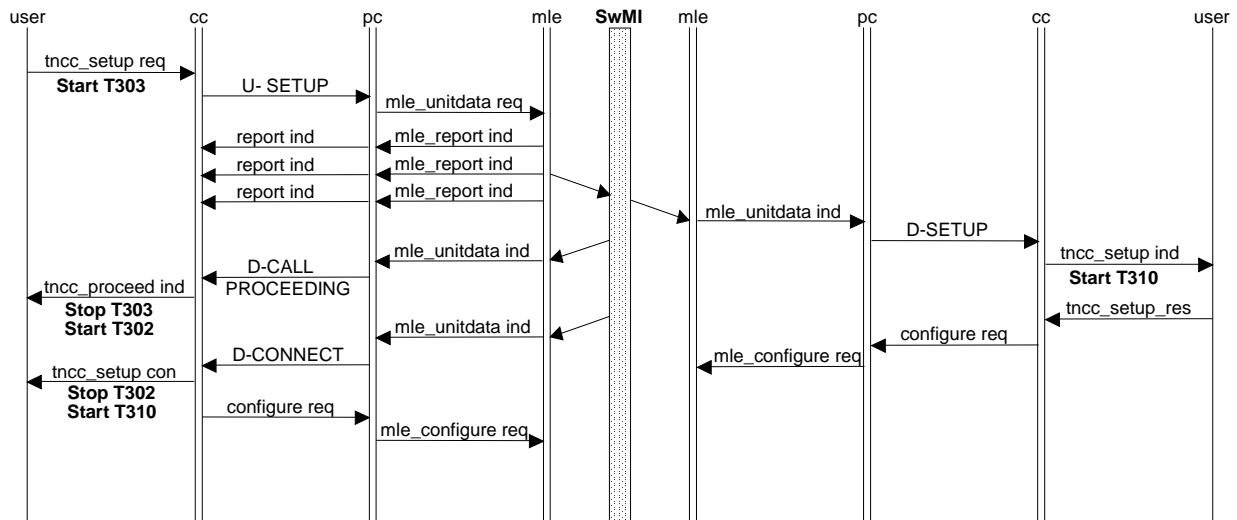 user cc pc mle SwMI mle pc cc user
tncc_setup req
Start T303
U- SETUP
mle_unitdata req
report ind mle_report ind
report ind mle_report ind
report ind mle_report ind
mle_unitdata ind
D-SETUP
mle_unitdata ind
tncc_setup ind
D-CALL
PROCEEDING
Start T310
tncc_proceed ind
Stop T303
Start T302
tncc_setup_res
mle_unitdata ind
configure req
D-CONNECT
mle_configure req
tncc_setup con
Stop T302
Start T310
configure req
mle_configure req